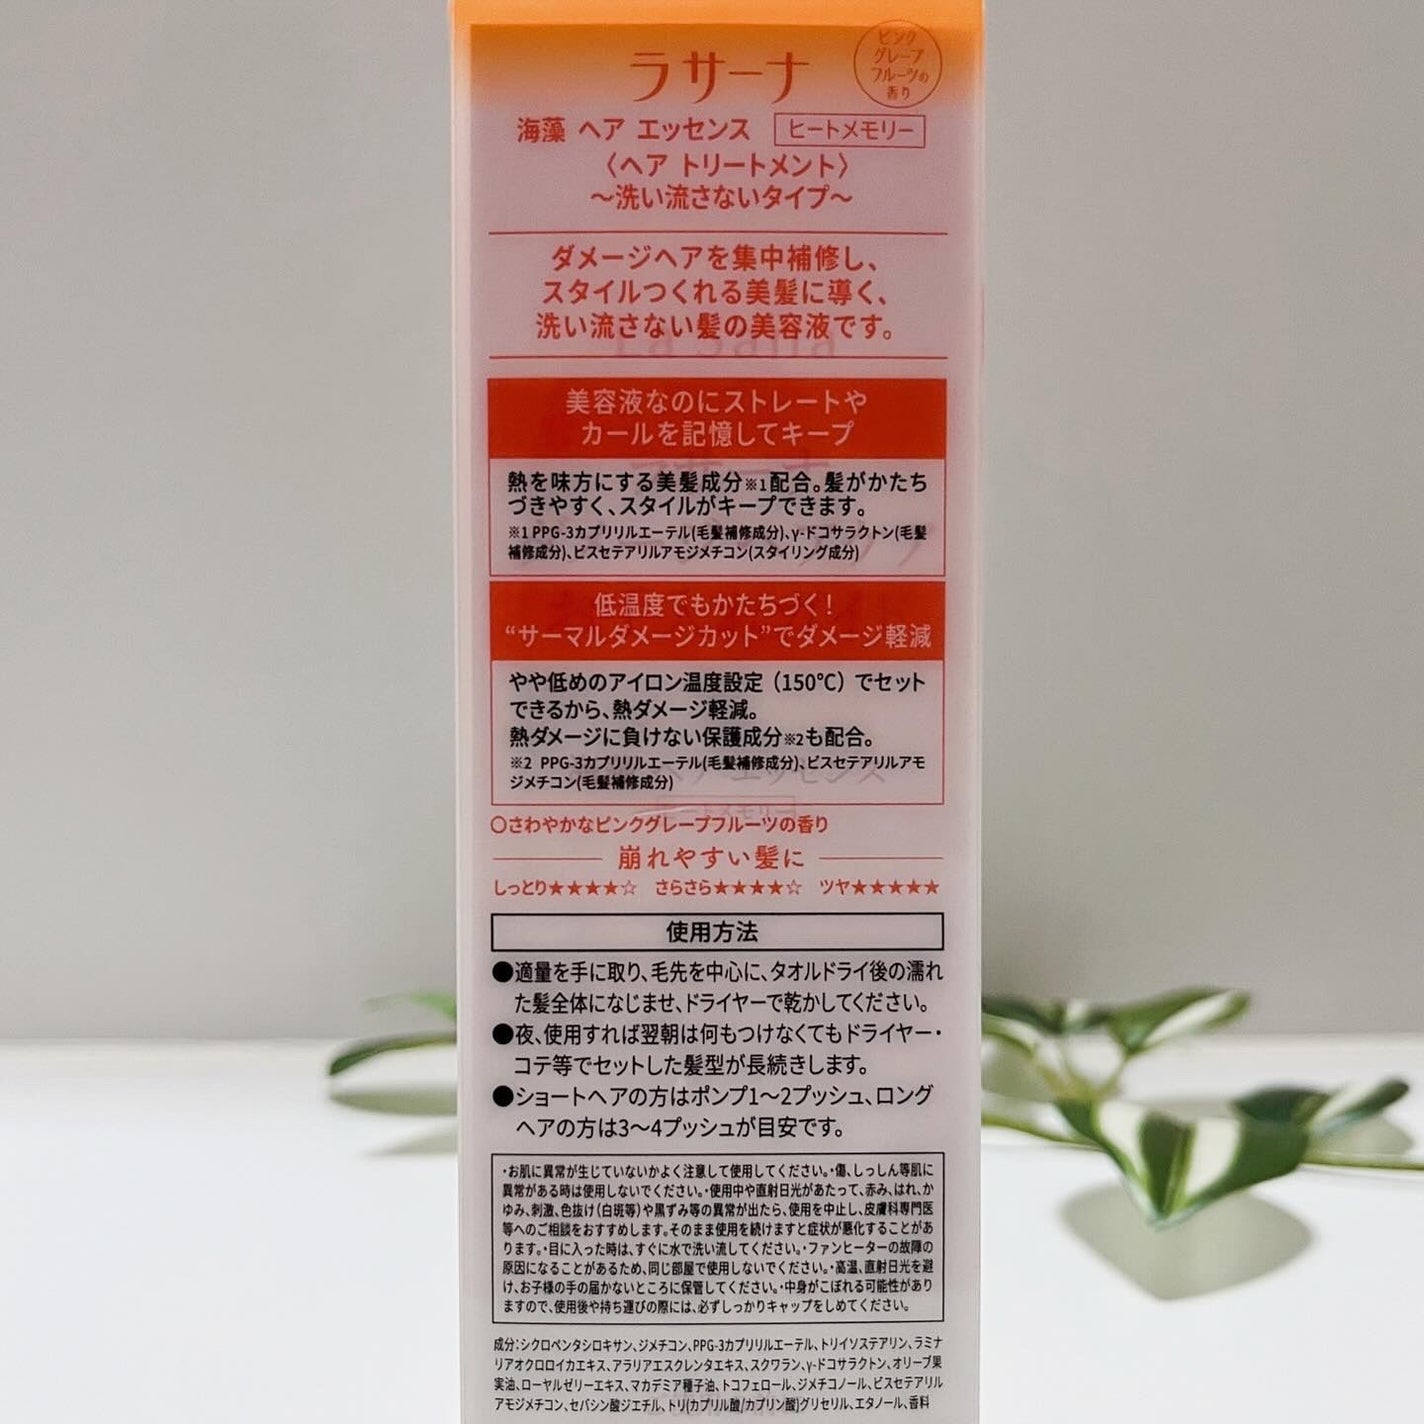 ラサーナ
ピンク
グレープ
フルーツの
香り
海藻 ヘア エッセンス ヒートメモリー
〈ヘア トリートメント〉
～洗い流さないタイプ～
ダメージヘアを集中補修し、
スタイルつくれる美髪に導く、
洗い流さない髪の美容液です。
美容液なのにストレートや
カールを記憶してキープ
熱を味方にする美髪成分※1配合。髪がかたち
づきやすく、スタイルがキープできます。
※1 PPG-3カプリリルエーテル(毛髪補修成分)、γ-ドコサラクトン(毛髪
補修成分)、ビスセテアリルアモジメチコン(スタイリング成分)
低温度でもかたちづく！
“サーマルダメージカット”でダメージ軽減
やや低めのアイロン温度設定（150℃）でセット
できるから、熱ダメージ軽減。
熱ダメージに負けない保護成分※2も配合。
※2 PPG-3カプリリルエーテル(毛髪補修成分)、ビスセテアリルアモ
ジメチコン(毛髪補修成分)
○さわやかなピンクグレープフルーツの香り
崩れやすい髪に
しっとり★★★★☆ さらさら★★★★☆ ツヤ★★★★★
使用方法
●適量を手に取り、毛先を中心に、タオルドライ後の濡れ
た髪全体になじませ、ドライヤーで乾かしてください。
●夜、使用すれば翌朝は何もつけなくてもドライヤー・
コテ等でセットした髪型が長続きします。
●ショートヘアの方はポンプ1～2プッシュ、ロング
ヘアの方は3～4プッシュが目安です。
・お肌に異常が生じていないかよく注意して使用してください。・傷、しっしん等肌に
異常がある時は使用しないでください。・使用中や直射日光があたって、赤み、はれ、か
ゆみ、刺激、色抜け（白斑等）や黒ずみ等の異常が出たら、使用を中止し、皮膚科専門医
等へのご相談をおすすめします。そのまま使用を続けますと症状が悪化することがあ
ります。・目に入った時は、すぐに水で洗い流してください。・ファンヒーターの故障の
原因になることがあるため、同じ部屋で使用しないでください。・高温、直射日光を避
け、お子様の手の届かないところに保管してください。・中身がこぼれる可能性があり
ますので、使用後や持ち運びの際には、必ずしっかりキャップをしめてください。
成分：シクロペンタシロキサン、ジメチコン、PPG-3カプリリルエーテル、トリイソステアリン、ラミナ
リアオクロロイカエキス、アラリアエスクレンタエキス、スクワラン、γ-ドコサラクトン、オリーブ果
実油、ローヤルゼリーエキス、マカデミア種子油、トコフェロール、ジメチコノール、ビスセテアリル
アモジメチコン、セバシン酸ジエチル、トリ(カプリル酸/カプリン酸)グリセリル、エタノール、香料